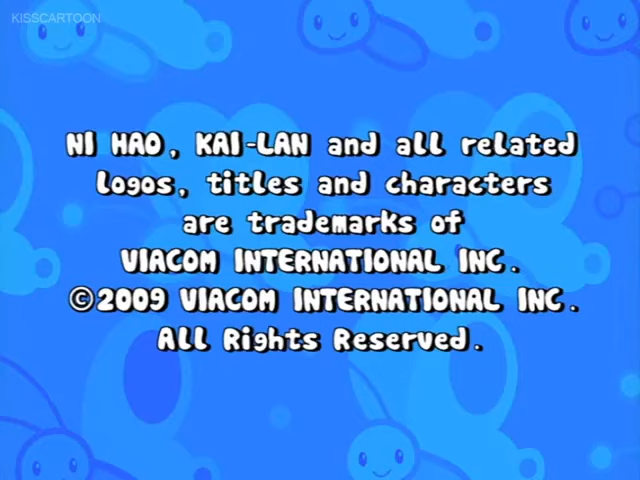 KISSCARTOON
NI HAO, KAI-LAN and all related
logos, titles and characters
are trademarks of
VIACOM INTERNATIONAL INC.
©2009 VIACOM INTERNATIONAL INC.
All Rights Reserved.